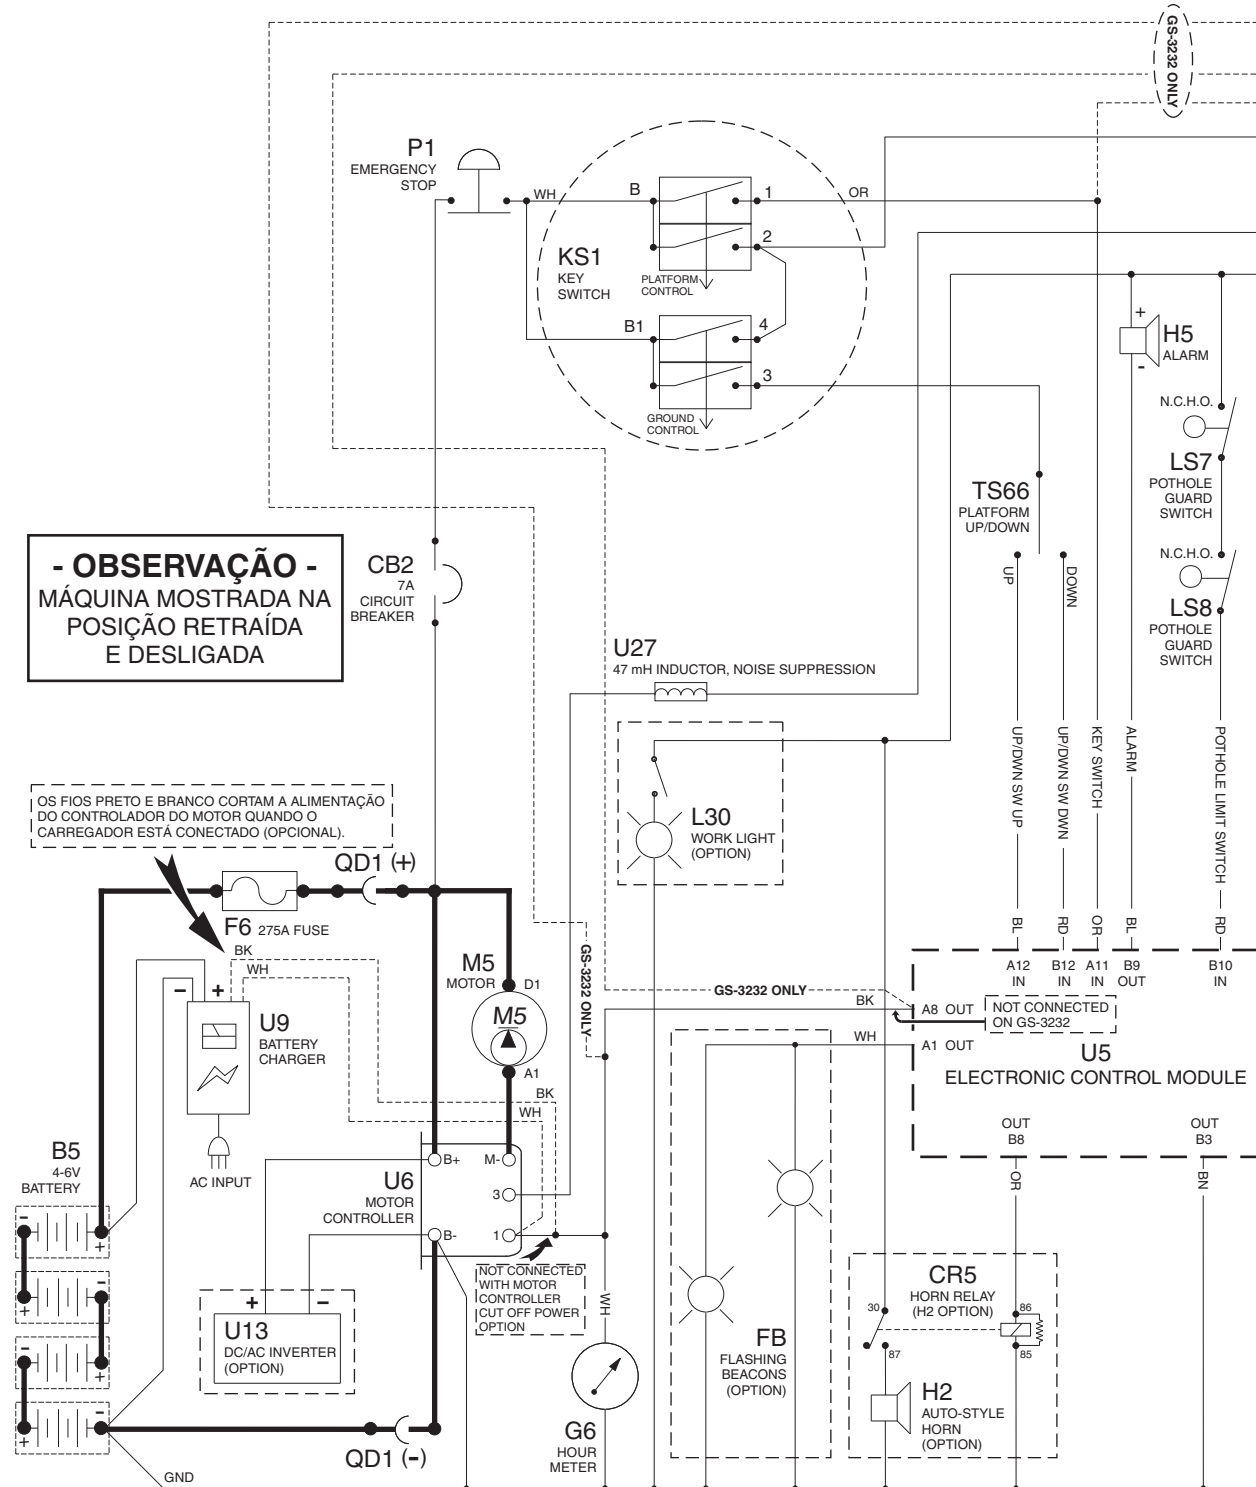 GS-3232 ONLY
P1
EMERGENCY
STOP
WH
B
1
OR
2
KS1
KEY
SWITCH
PLATFORM
CONTROL
B1
4
3
GROUND
CONTROL
+
H5
ALARM
-
N.C.H.O.
LS7
POTHOLE
GUARD
SWITCH
TS66
PLATFORM
UP/DOWN
UP
DOWN
N.C.H.O.
LS8
POTHOLE
GUARD
SWITCH
- OBSERVAÇÃO -
MÁQUINA MOSTRADA NA
POSIÇÃO RETRAÍDA
E DESLIGADA
CB2
7A
CIRCUIT
BREAKER
U27
47 mH INDUCTOR, NOISE SUPPRESSION
UP/DWN SW UP
UP/DWN SW DWN
KEY SWITCH
ALARM
POTHOLE LIMIT SWITCH
OS FIOS PRETO E BRANCO CORTAM A ALIMENTAÇÃO
DO CONTROLADOR DO MOTOR QUANDO O
CARREGADOR ESTÁ CONECTADO (OPCIONAL).
L30
WORK LIGHT
(OPTION)
QD1 (+)
F6 275A FUSE
BK
WH
BL
RD
OR
BL
RD
GS-3232 ONLY
M5
MOTOR
D1
M5
A1
GS-3232 ONLY
BK
A12
IN
B12
IN
A11
IN
B9
OUT
B10
IN
A8 OUT
NOT CONNECTED
ON GS-3232
WH
A1 OUT
U5
ELECTRONIC CONTROL MODULE
- +
U9
BATTERY
CHARGER
BK
WH
AC INPUT
B5
4-6V
BATTERY
B+
M-
U6
MOTOR
CONTROLLER
3
B-
1
OUT
B8
OUT
B3
OR
BN
NOT CONNECTED
WITH MOTOR
CONTROLLER
CUT OFF POWER
OPTION
WH
-
+
+
-
-
+
+
-
+ -
U13
DC/AC INVERTER
(OPTION)
CR5
HORN RELAY
(H2 OPTION)
30
86
87
85
FB
FLASHING
BEACONS
(OPTION)
H2
AUTO-STYLE
HORN
(OPTION)
G6
HOUR
METER
QD1 (-)
GND